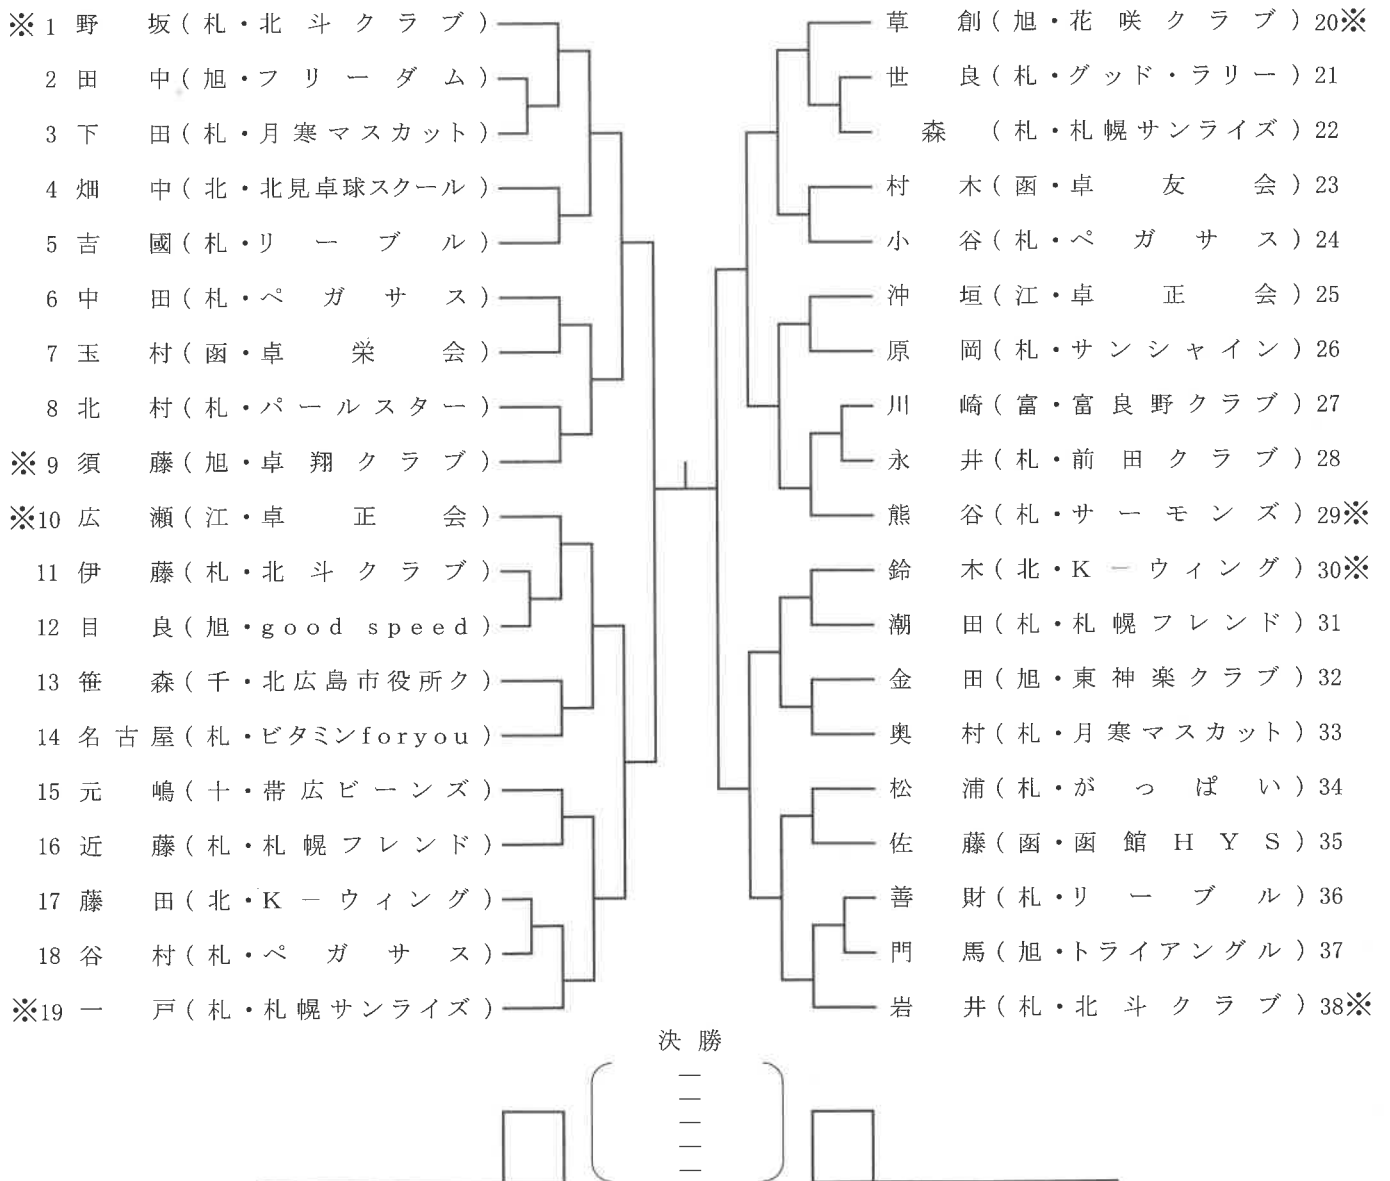 ※1 野坂(札・北斗クラブ)
2 田中(旭・フリーダム)
3 下田(札・月寒マスカット)
4 畑中(北・北見卓球スクール)
5 吉國(札・リーブル)
6 中田(札・ペガサス)
7 玉村(函・卓栄会)
8 北村(札・パールスター)
※9 須藤(旭・卓翔クラブ)
※10 広瀬(江・卓正会)
11 伊藤(札・北斗クラブ)
12 目良(旭・good speed)
13 笹森(千・北広島市役所ク)
14 名古屋(札・ビタミンforyou)
15 元嶋(十・帯広ビーンズ)
16 近藤(札・札幌フレンド)
17 藤田(北・K－ウィング)
18 谷村(札・ペガサス)
※19 一戸(札・札幌サンライズ)
草創(旭・花咲クラブ)20※
世良(札・グッド・ラリー)21
森(札・札幌サンライズ)22
村木(函・卓友会)23
小谷(札・ペガサス)24
沖垣(江・卓正会)25
原岡(札・サンシャイン)26
川崎(富・富良野クラブ)27
永井(札・前田クラブ)28
熊谷(札・サーモンズ)29※
鈴木(北・K－ウィング)30※
潮田(札・札幌フレンド)31
金田(旭・東神楽クラブ)32
奥村(札・月寒マスカット)33
松浦(札・がっぱい)34
佐藤(函・函館HYS)35
善財(札・リーブル)36
門馬(旭・トライアングル)37
岩井(札・北斗クラブ)38※
決勝